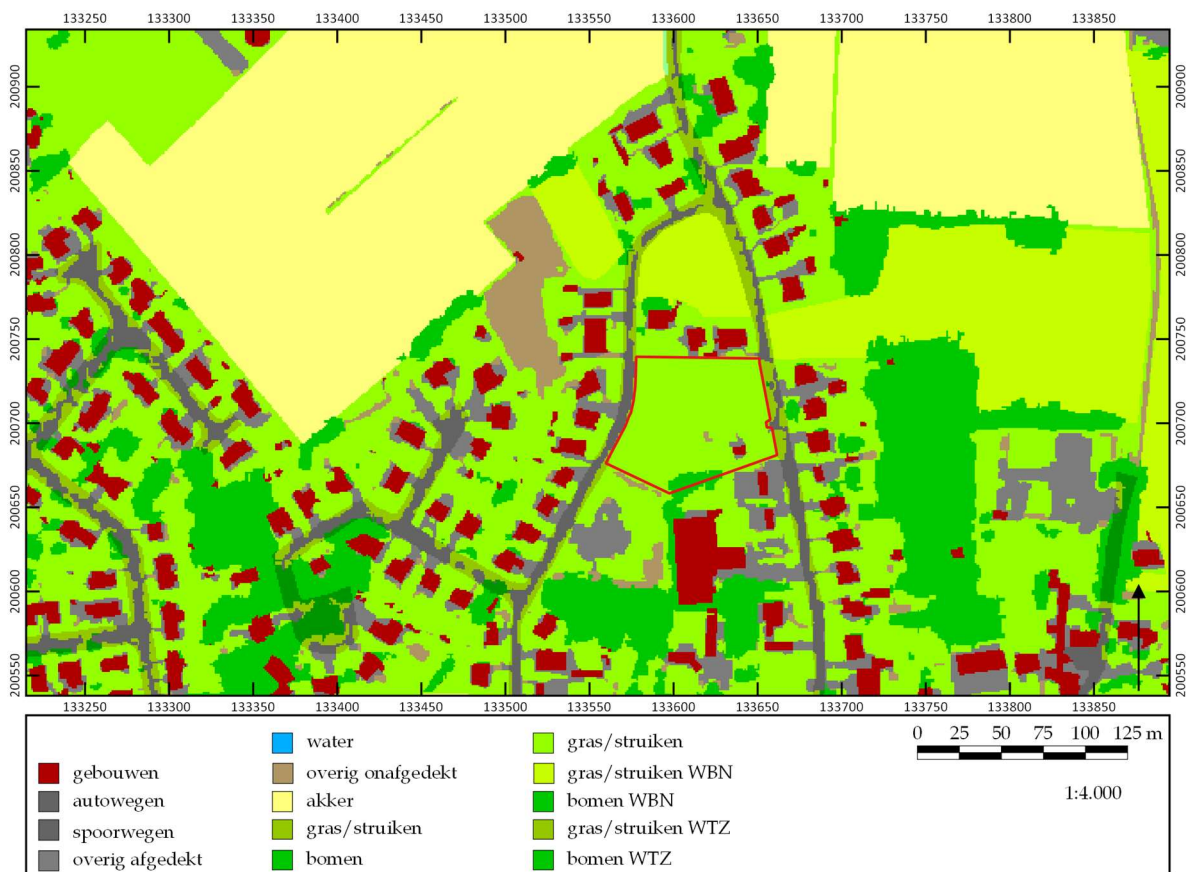 133250 133300 133350 133400 133450 133500 133550 133600 133650 133700 133750 133800 133850
200900 200900
200850 200850
200800 200800
200750 200750
200700 200700
200650 200650
200600 200600
200550 200550
133250 133300 133350 133400 133450 133500 133550 133600 133650 133700 133750 133800 133850
gebouwen
autowegen
spoorwegen
overig afgedekt
water
overig onafgedekt
akker
gras/struiken
bomen
gras/struiken
gras/struiken WBN
bomen WBN
gras/struiken WTZ
bomen WTZ
0 25 50 75 100 125 m
1:4.000